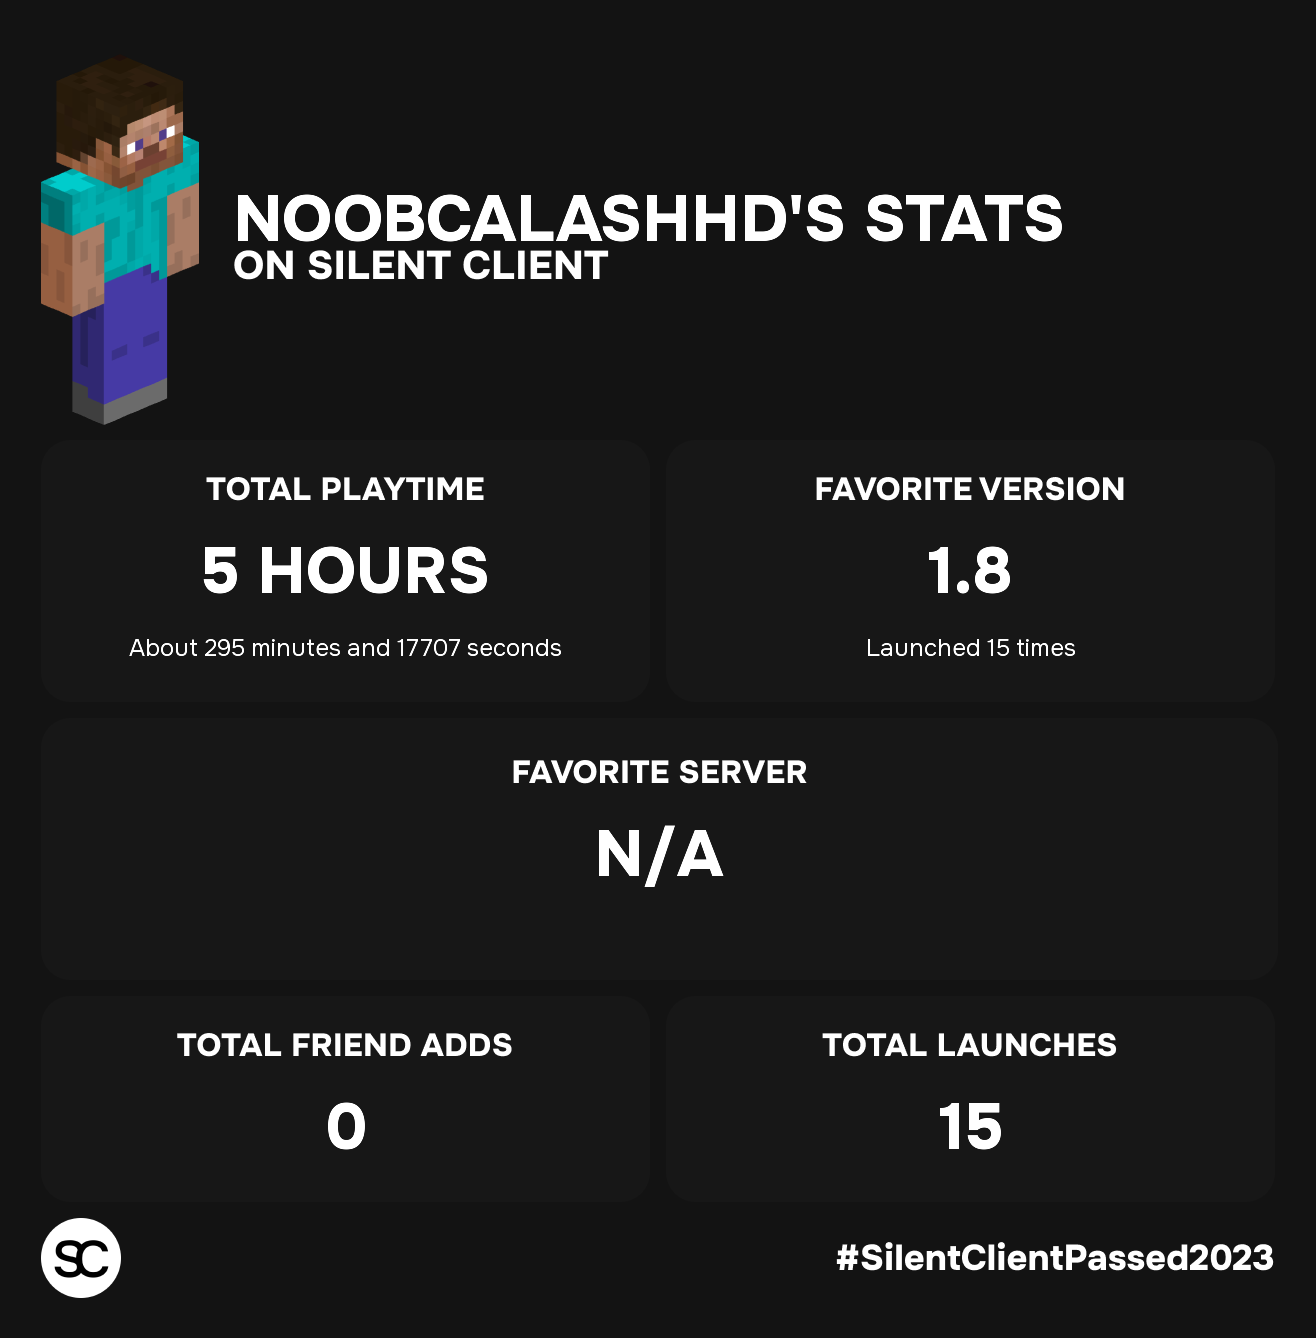 NOOBCALASHHD'S STATS
ON SILENT CLIENT
TOTAL PLAYTIME
5 HOURS
About 295 minutes and 17707 seconds
FAVORITE VERSION
1.8
Launched 15 times
FAVORITE SERVER
N/A
TOTAL FRIEND ADDS
0
TOTAL LAUNCHES
15
SC
#SilentClientPassed2023